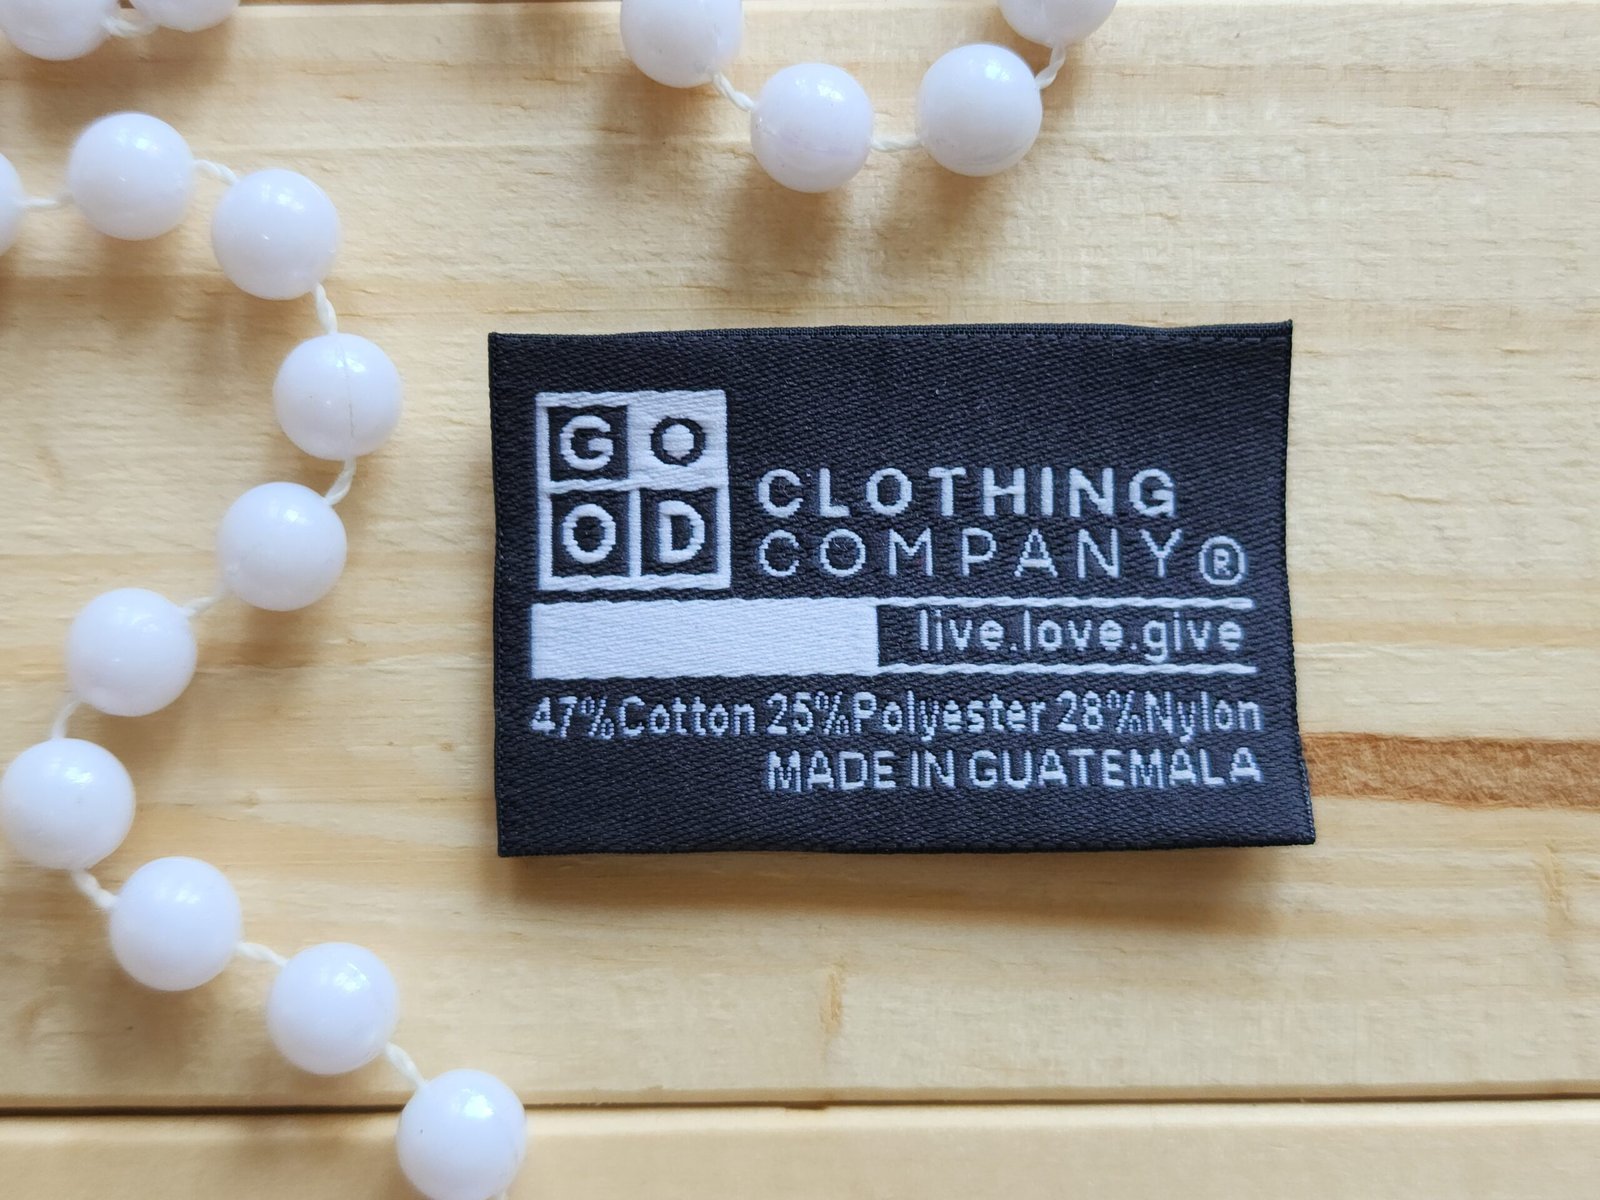 GO
OD
CLOTHING
COMPANY®
live.love.give
47%Cotton 25%Polyester 28%Nylon
MADE IN GUATEMALA